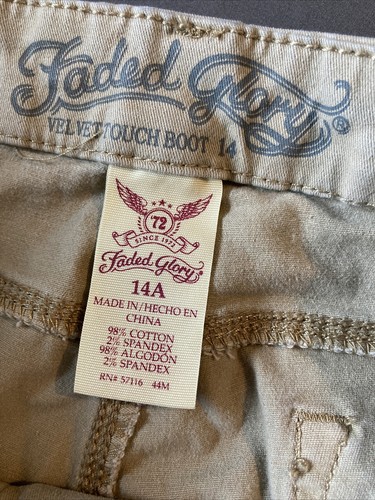 Faded Glory®
VELVET TOUCH BOOT 14
'72
SINCE 1972
Faded Glory®
14A
MADE IN/HECHO EN
CHINA
98% COTTON
2% SPANDEX
98% ALGODÓN
2% SPANDEX
RN# 57116 44M